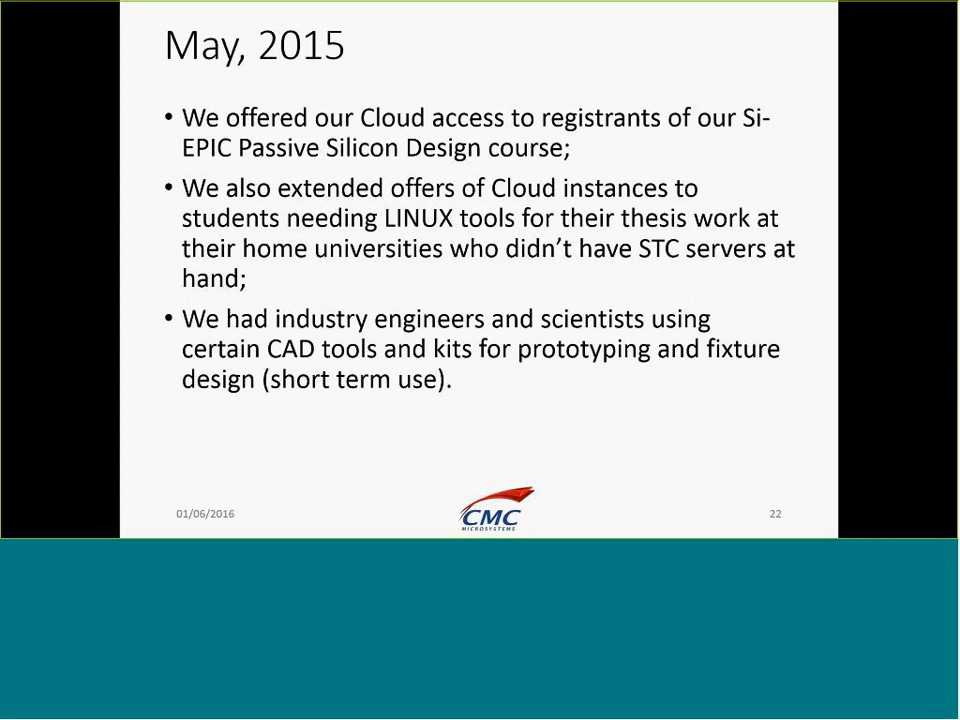 May, 2015
• We offered our Cloud access to registrants of our Si-
EPIC Passive Silicon Design course;
• We also extended offers of Cloud instances to
students needing LINUX tools for their thesis work at
their home universities who didn’t have STC servers at
hand;
• We had industry engineers and scientists using
certain CAD tools and kits for prototyping and fixture
design (short term use).
01/06/2016
CMC
MICROSYSTEMS
22